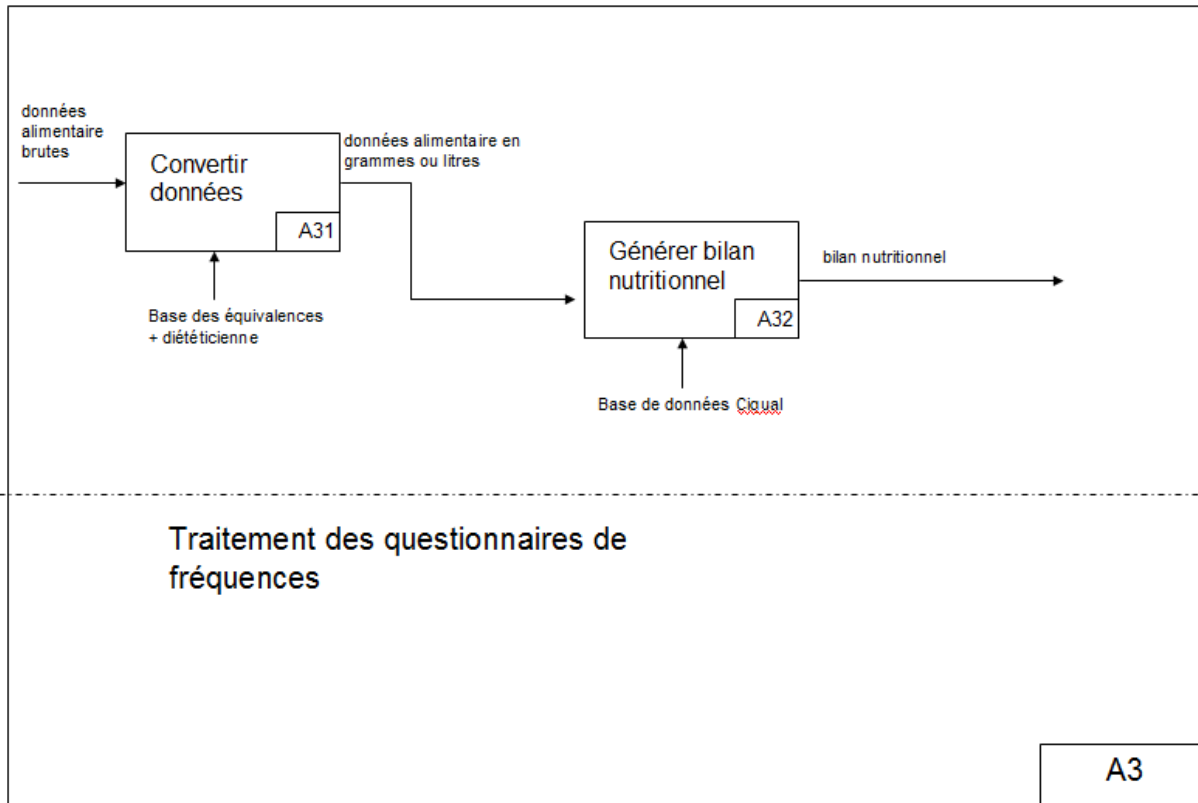 données
alimentaire
brutes
Convertir
données
A31
données alimentaire en
grammes ou litres
Base des équivalences
+ diététicienne
Générer bilan
nutritionnel
A32
bilan nutritionnel
Base de données Ciqual
Traitement des questionnaires de
fréquences
A3